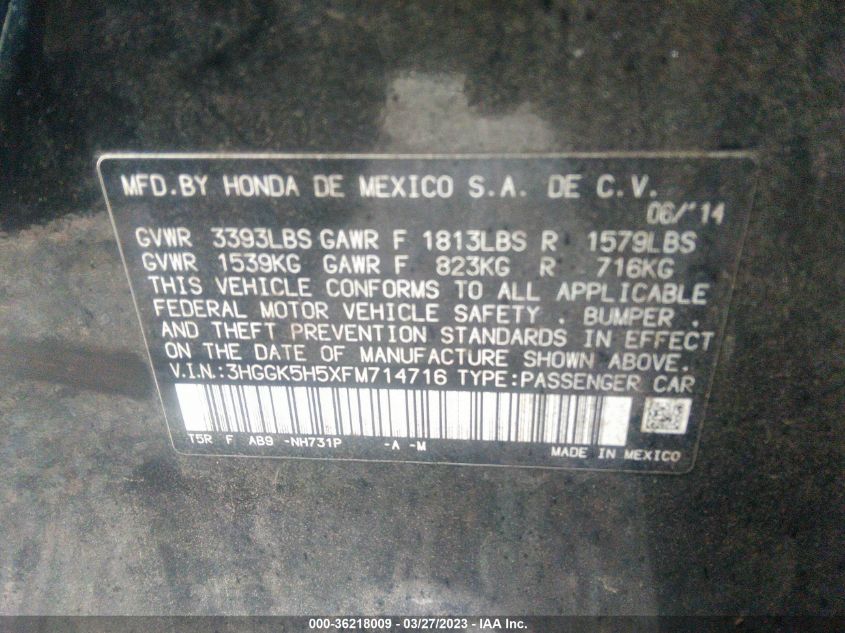 MFD.BY HONDA DE MEXICO S.A. DE C.V.
06/'14
GVWR 3393LBS GAWR F 1813LBS R 1579LBS
GVWR 1539KG GAWR F 823KG R 716KG
THIS VEHICLE CONFORMS TO ALL APPLICABLE
FEDERAL MOTOR VEHICLE SAFETY , BUMPER ,
AND THEFT PREVENTION STANDARDS IN EFFECT
ON THE DATE OF MANUFACTURE SHOWN ABOVE.
V.I.N.:3HGGK5H5XFM714716 TYPE:PASSENGER CAR
T5R F AB9 -NH731P -A -M
MADE IN MEXICO
000-36218009 - 03/27/2023 - IAA Inc.